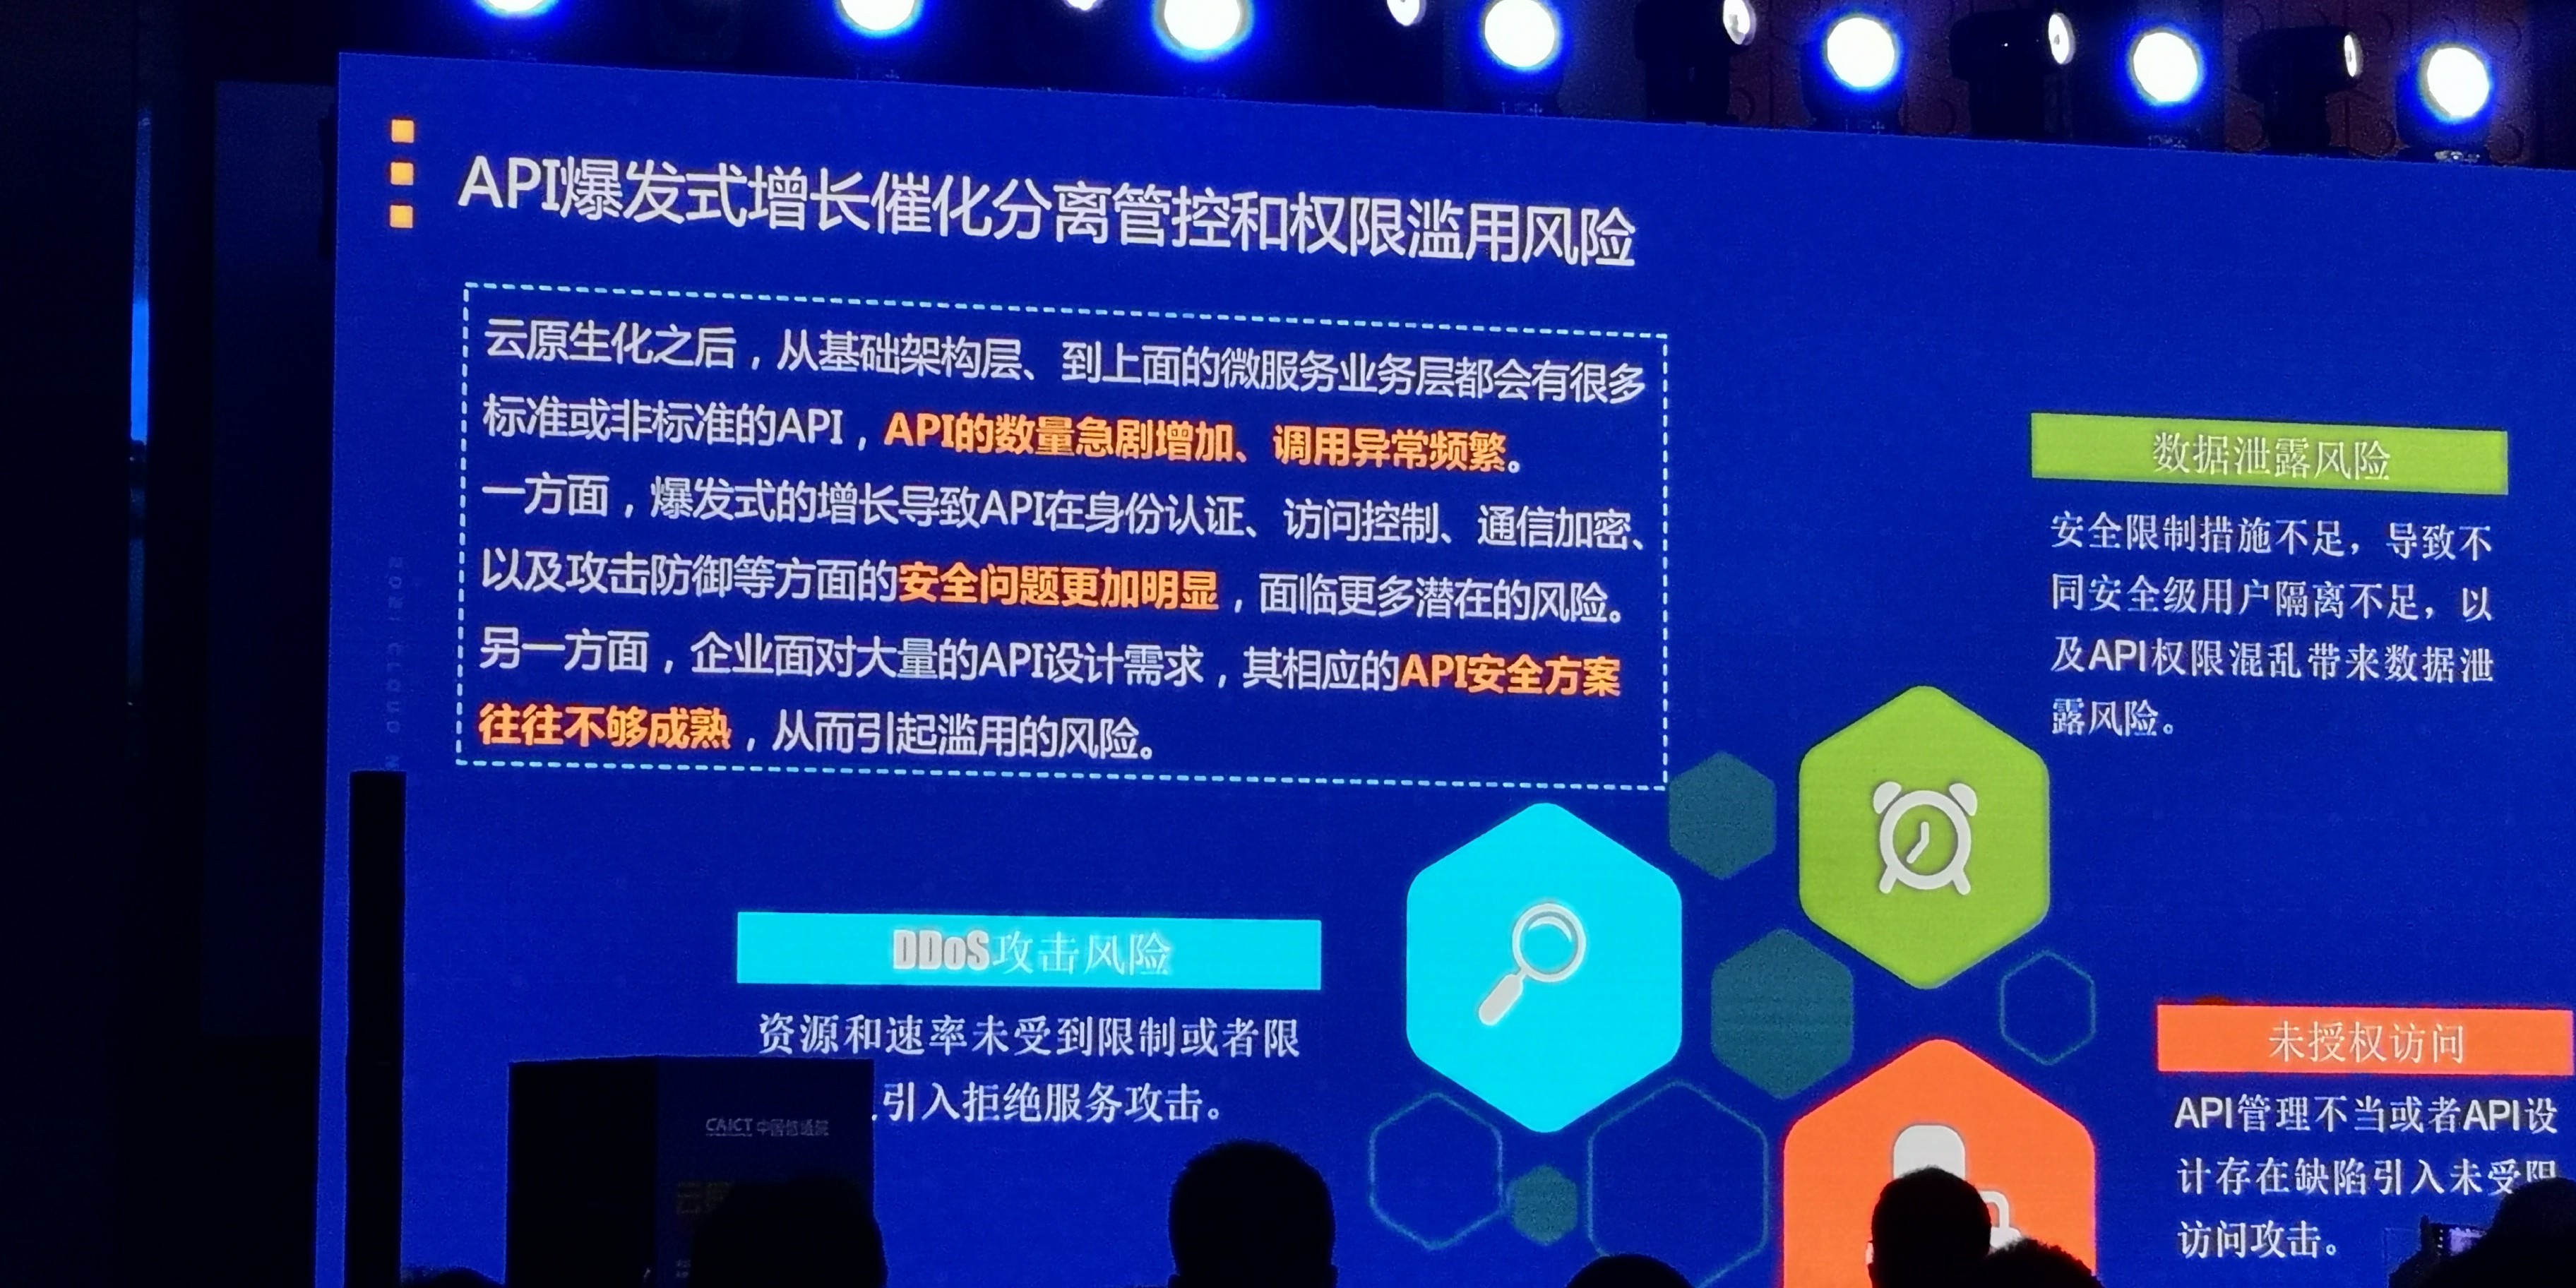 API爆发式增长催化分离管控和权限滥用风险
云原生化之后，从基础架构层、到上面的微服务业务层都会有很多
标准或非标准的API，API的数量急剧增加、调用异常频繁。
一方面，爆发式的增长导致API在身份认证、访问控制、通信加密、
以及攻击防御等方面的安全问题更加明显，面临更多潜在的风险。
另一方面，企业面对大量的API设计需求，其相应的API安全方案
往往不够成熟，从而引起滥用的风险。
数据泄露风险
安全限制措施不足，导致不
同安全级用户隔离不足，以
及API权限混乱带来数据泄
露风险。
DDoS攻击风险
资源和速率未受到限制或者限
引入拒绝服务攻击。
未授权访问
API管理不当或者API设
计存在缺陷引入未受限
访问攻击。
CAICT 中国信通院